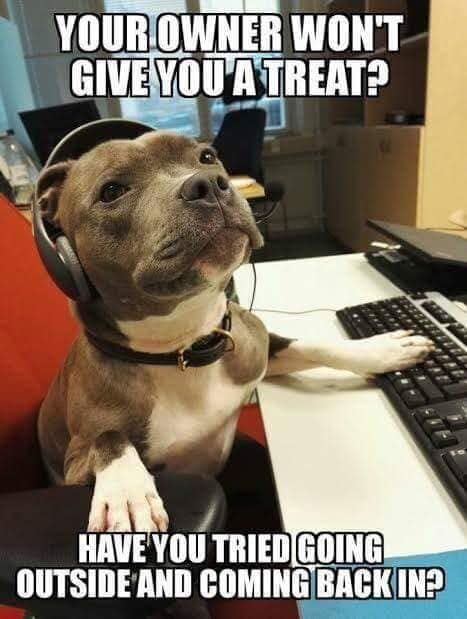 YOUR OWNER WON'T
GIVE YOU A TREAT?
HAVE YOU TRIED GOING
OUTSIDE AND COMING BACK IN?